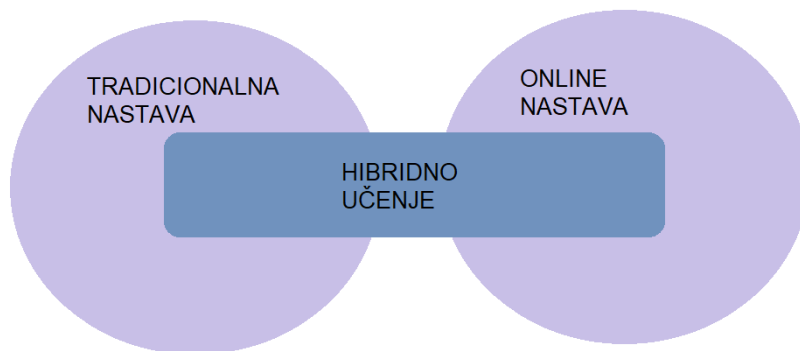 TRADICIONALNA
NASTAVA
ONLINE
NASTAVA
HIBRIDNO
UČENJE